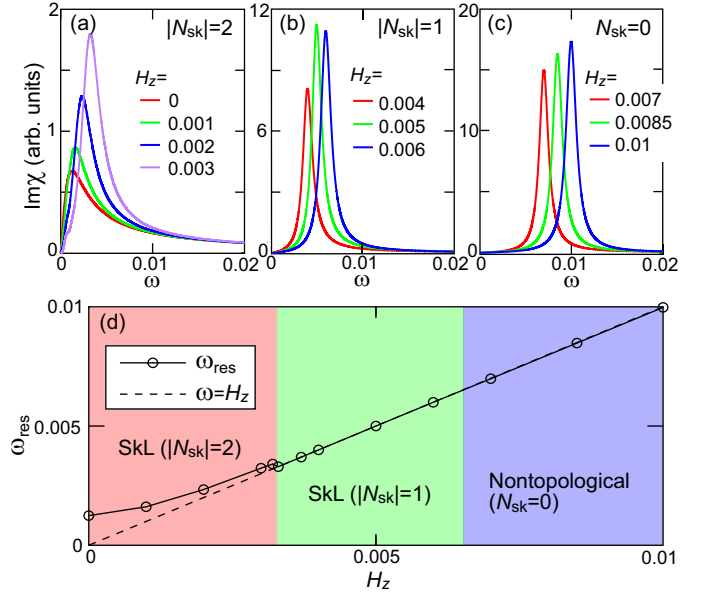 (a) |Nsk|=2
Hz=
0
0.001
0.002
0.003
Imχ (arb. units)
2
1
0
0 0.01 0.02
ω
(b) |Nsk|=1
Hz=
0.004
0.005
0.006
12
9
6
3
0
0 0.01 0.02
ω
(c) Nsk=0
Hz=
0.007
0.0085
0.01
20
10
0
0 0.01 0.02
ω
(d)
ωres
ω=Hz
SkL (|Nsk|=2)
SkL (|Nsk|=1)
Nontopological
(Nsk=0)
ωres
0.01
0.005
0
0 0.005 0.01
Hz